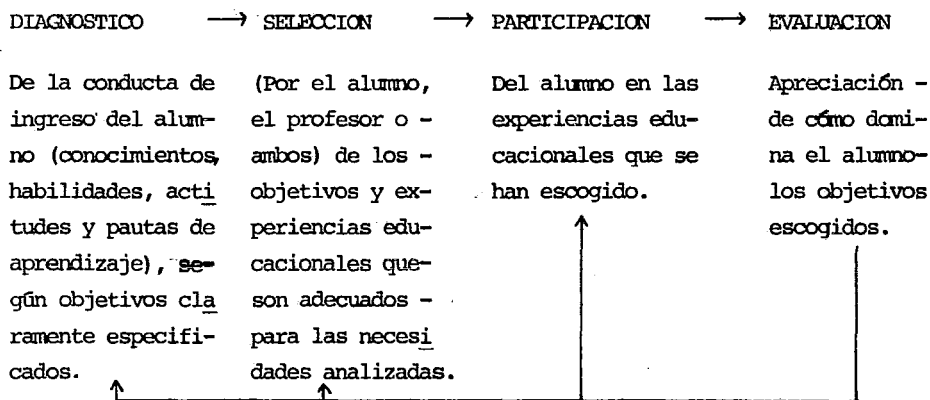 DIAGNOSTICO → SELECCION → PARTICIPACION → EVALUACION
De la conducta de
ingreso del alum-
no (conocimientos,
habilidades, acti
tudes y pautas de
aprendizaje), se-
gún objetivos cla
ramente especifi-
cados.
(Por el alumno,
el profesor o -
ambos) de los -
objetivos y ex-
periencias edu-
cacionales que-
son adecuados -
para las necesi
dades analizadas.
Del alumno en las
experiencias edu-
cacionales que se
han escogido.
Apreciación -
de cómo domi-
na el alumno-
los objetivos
escogidos.